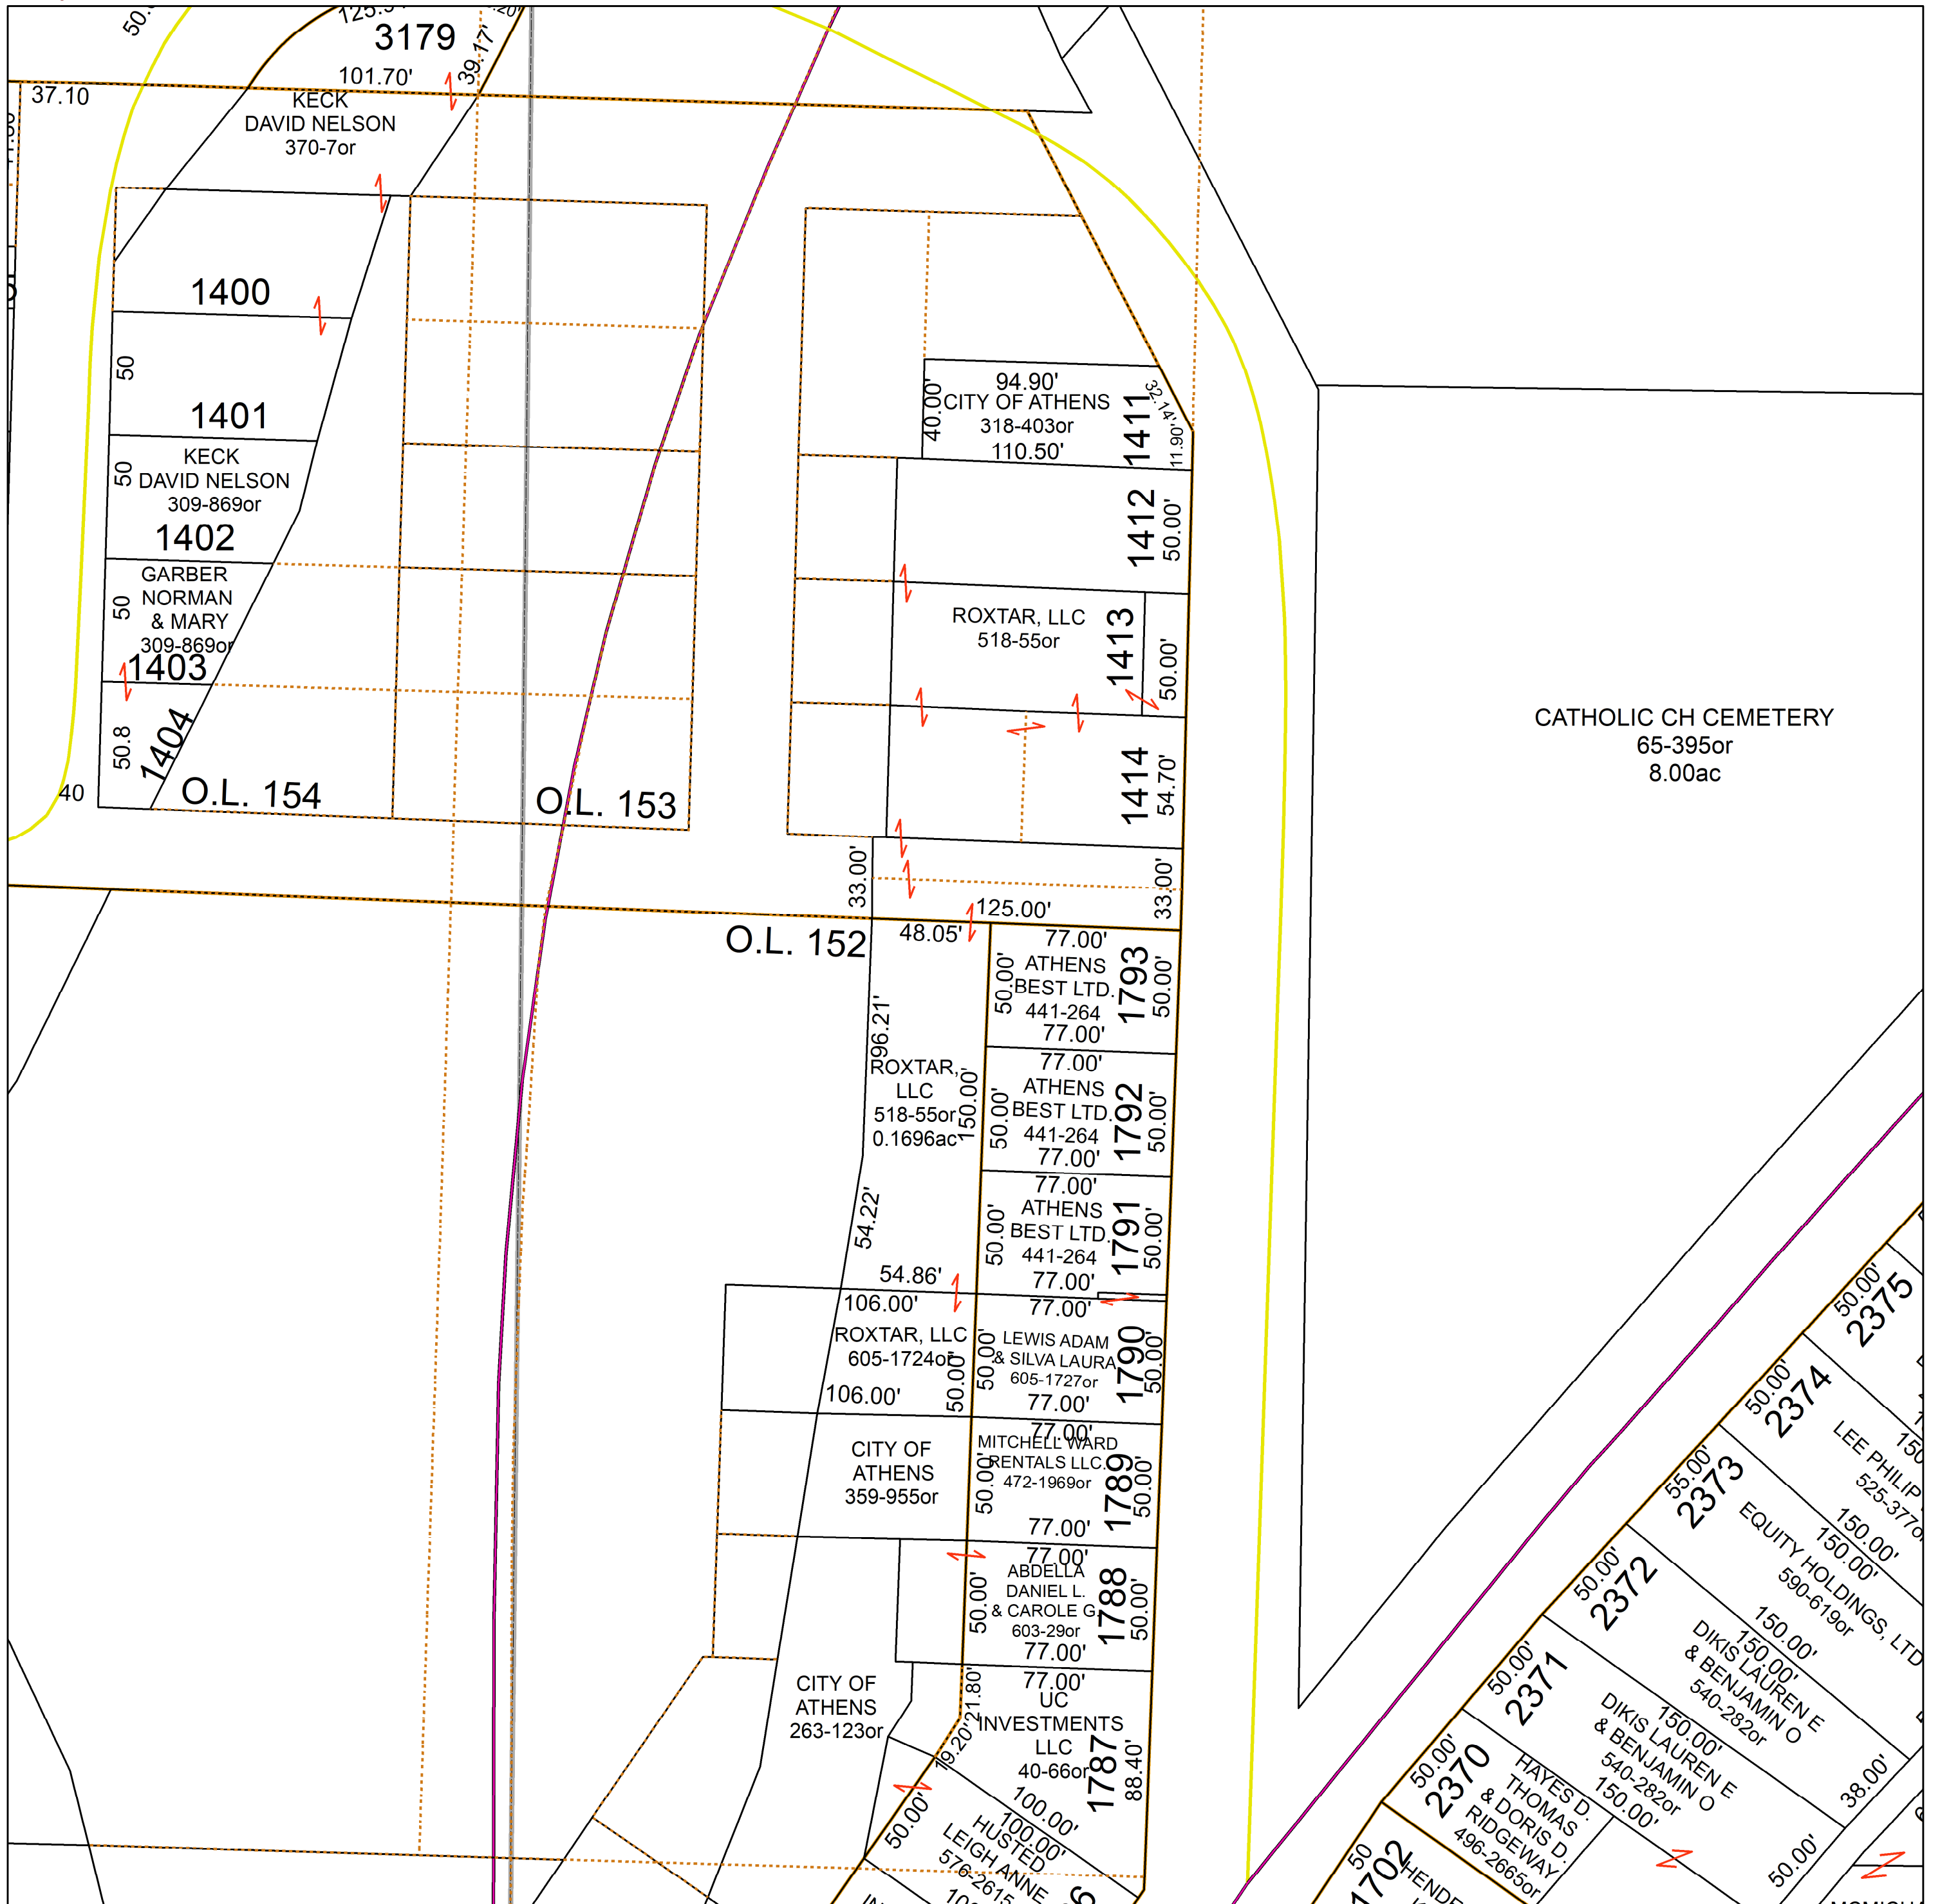 3179
39.17'
101.70'
37.10
KECK
DAVID NELSON
370-7or
1400
50
1401
50
KECK
DAVID NELSON
309-869or
1402
50
GARBER
NORMAN
& MARY
309-869or
1403
50.8
1404
40
O.L. 154
O.L. 153
94.90'
40.00'
CITY OF ATHENS
318-403or
110.50'
1411
32.14'
11.90'
1412
50.00'
ROXTAR, LLC
518-55or
1413
50.00'
1414
54.70'
CATHOLIC CH CEMETERY
65-395or
8.00ac
33.00'
33.00'
125.00'
O.L. 152
48.05'
77.00'
50.00'
ATHENS
BEST LTD.
441-264
1793
50.00'
77.00'
96.21'
ROXTAR,
LLC
518-55or
0.1696ac
150.00'
77.00'
50.00'
ATHENS
BEST LTD.
441-264
1792
50.00'
77.00'
77.00'
50.00'
ATHENS
BEST LTD.
441-264
1791
50.00'
77.00'
54.22'
54.86'
106.00'
ROXTAR, LLC
605-1724or
50.00'
106.00'
77.00'
50.00'
LEWIS ADAM
& SILVA LAURA
605-1727or
1790
50.00'
77.00'
CITY OF
ATHENS
359-955or
77.00'
50.00'
MITCHELL WARD
RENTALS LLC.
472-1969or
1789
50.00'
77.00'
77.00'
50.00'
ABDELLA
DANIEL L.
& CAROLE G.
603-29or
1788
50.00'
77.00'
CITY OF
ATHENS
263-123or
77.00'
21.80'
19.20'
UC
INVESTMENTS
LLC
40-66or
1787
88.40'
100.00'
50.00'
100.00'
HUSTED
LEIGH ANNE
576-2615
50.00'
2375
50.00'
2374
LEE PHILIP
525-377or
55.00'
2373
150.00'
150.00'
EQUITY HOLDINGS, LTD
590-619or
50.00'
2372
150.00'
150.00'
DIKIS LAUREN E
& BENJAMIN O
540-282or
50.00'
2371
150.00'
DIKIS LAUREN E
& BENJAMIN O
540-282or
38.00'
50.00'
2370
150.00'
HAYES D.
THOMAS
& DORIS D.
RIDGEWAY
496-2665or
50.00'
50
1702